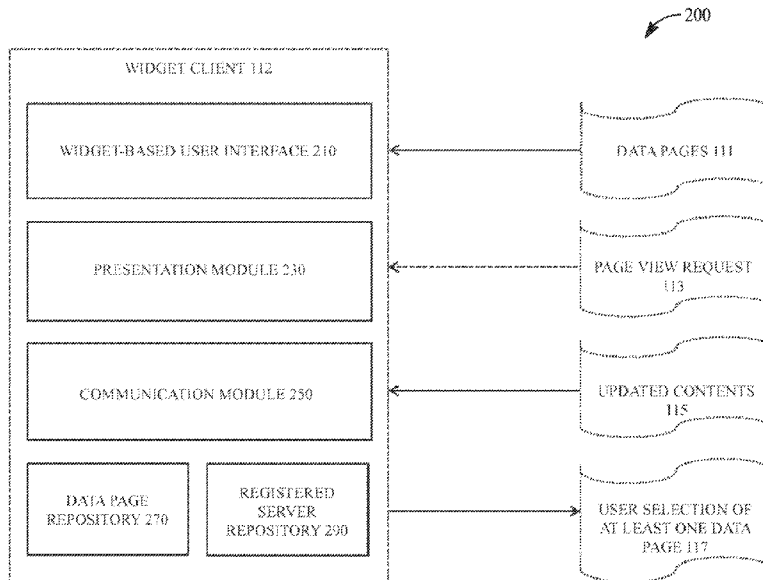 200
WIDGET CLIENT 112
WIDGET-BASED USER INTERFACE 210
DATA PAGES 111
PRESENTATION MODULE 230
PAGE VIEW REQUEST
113
COMMUNICATION MODULE 250
UPDATED CONTENTS
115
DATA PAGE
REPOSITORY 270
REGISTERED
SERVER
REPOSITORY 290
USER SELECTION OF
AT LEAST ONE DATA
PAGE 117